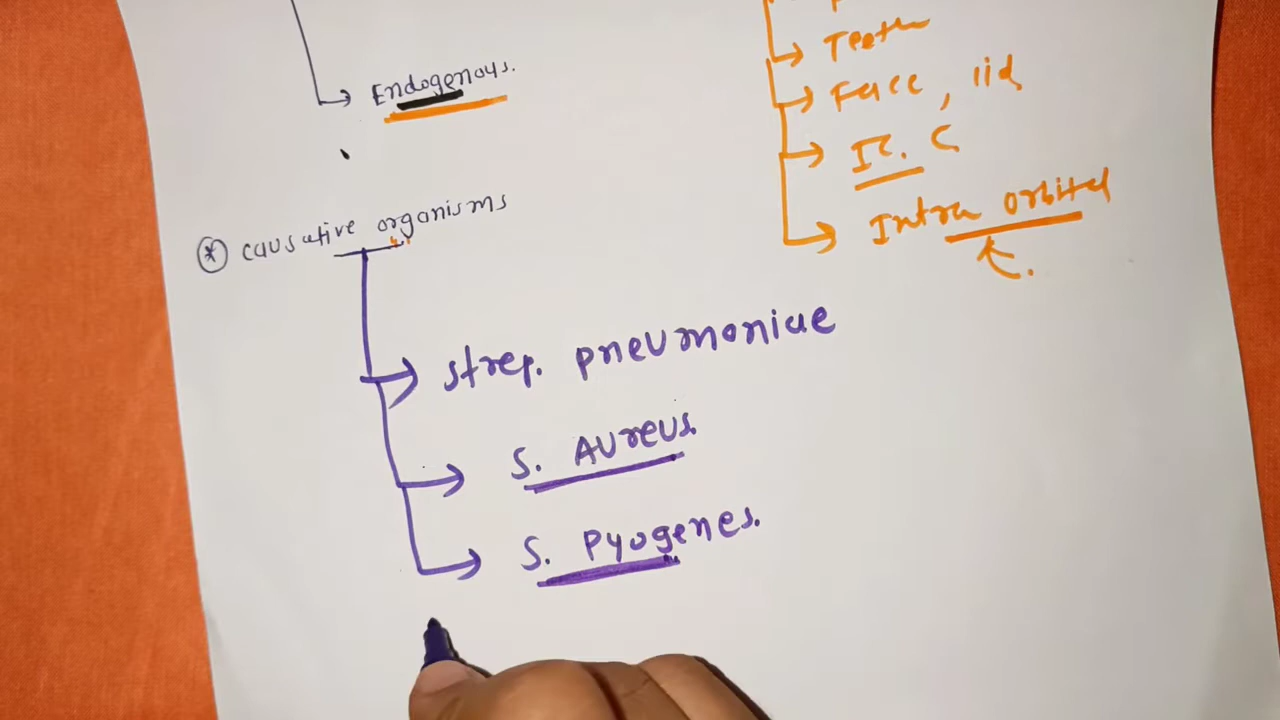 Endogenous.
* causative organisms
Strep. pneumoniae
S. Aureus.
S. Pyogenes.
Teeth
Face, lid
Intra orbital